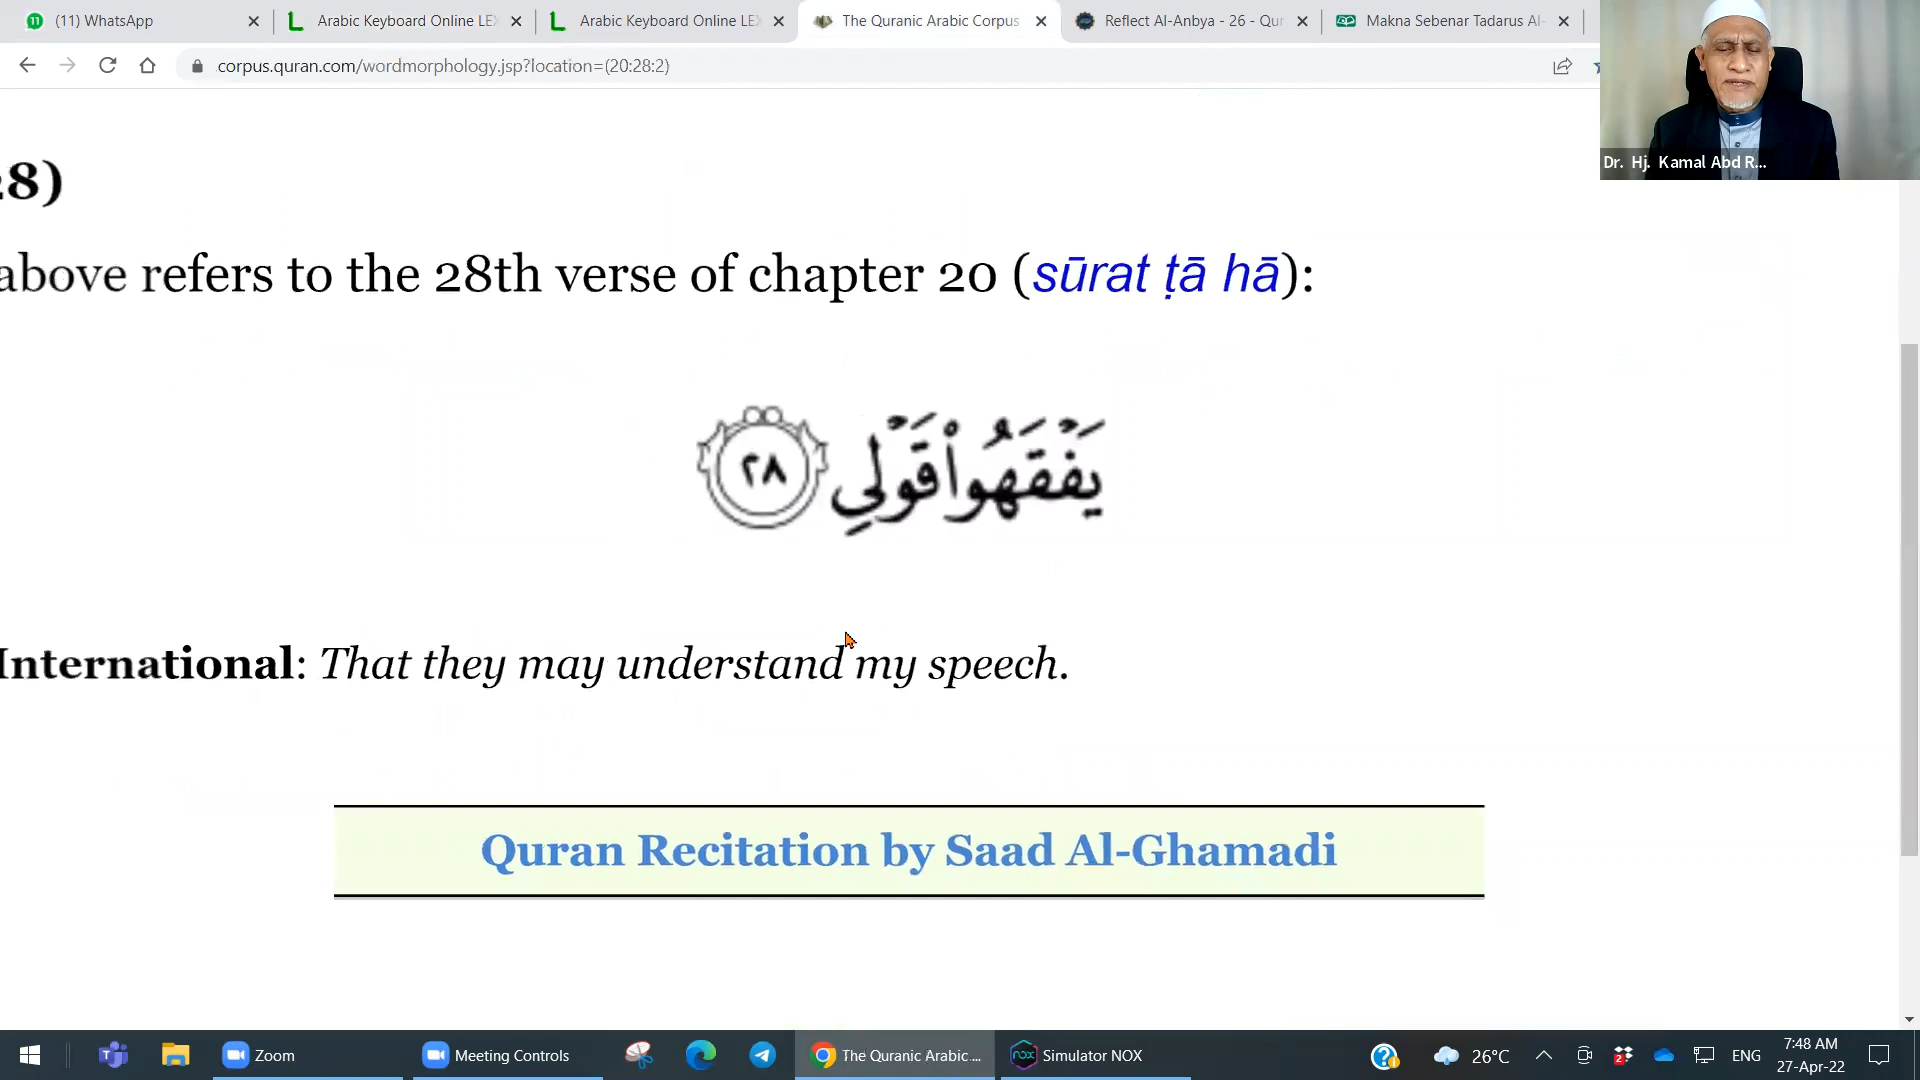 (11) WhatsApp
Arabic Keyboard Online LEX
Arabic Keyboard Online LEX
The Quranic Arabic Corpus
Reflect Al-Anbya - 26 - Qur
Makna Sebenar Tadarus Al-
corpus.quran.com/wordmorphology.jsp?location=(20:28:2)
Dr. Hj. Kamal Abd R...
28)
above refers to the 28th verse of chapter 20 (sūrat ṭā hā):
يَفْقَهُوا۟ قَوْلِي ٢٨
International: That they may understand my speech.
Quran Recitation by Saad Al-Ghamadi
Zoom
Meeting Controls
The Quranic Arabic...
Simulator NOX
2
26°C
ENG
7:48 AM
27-Apr-22